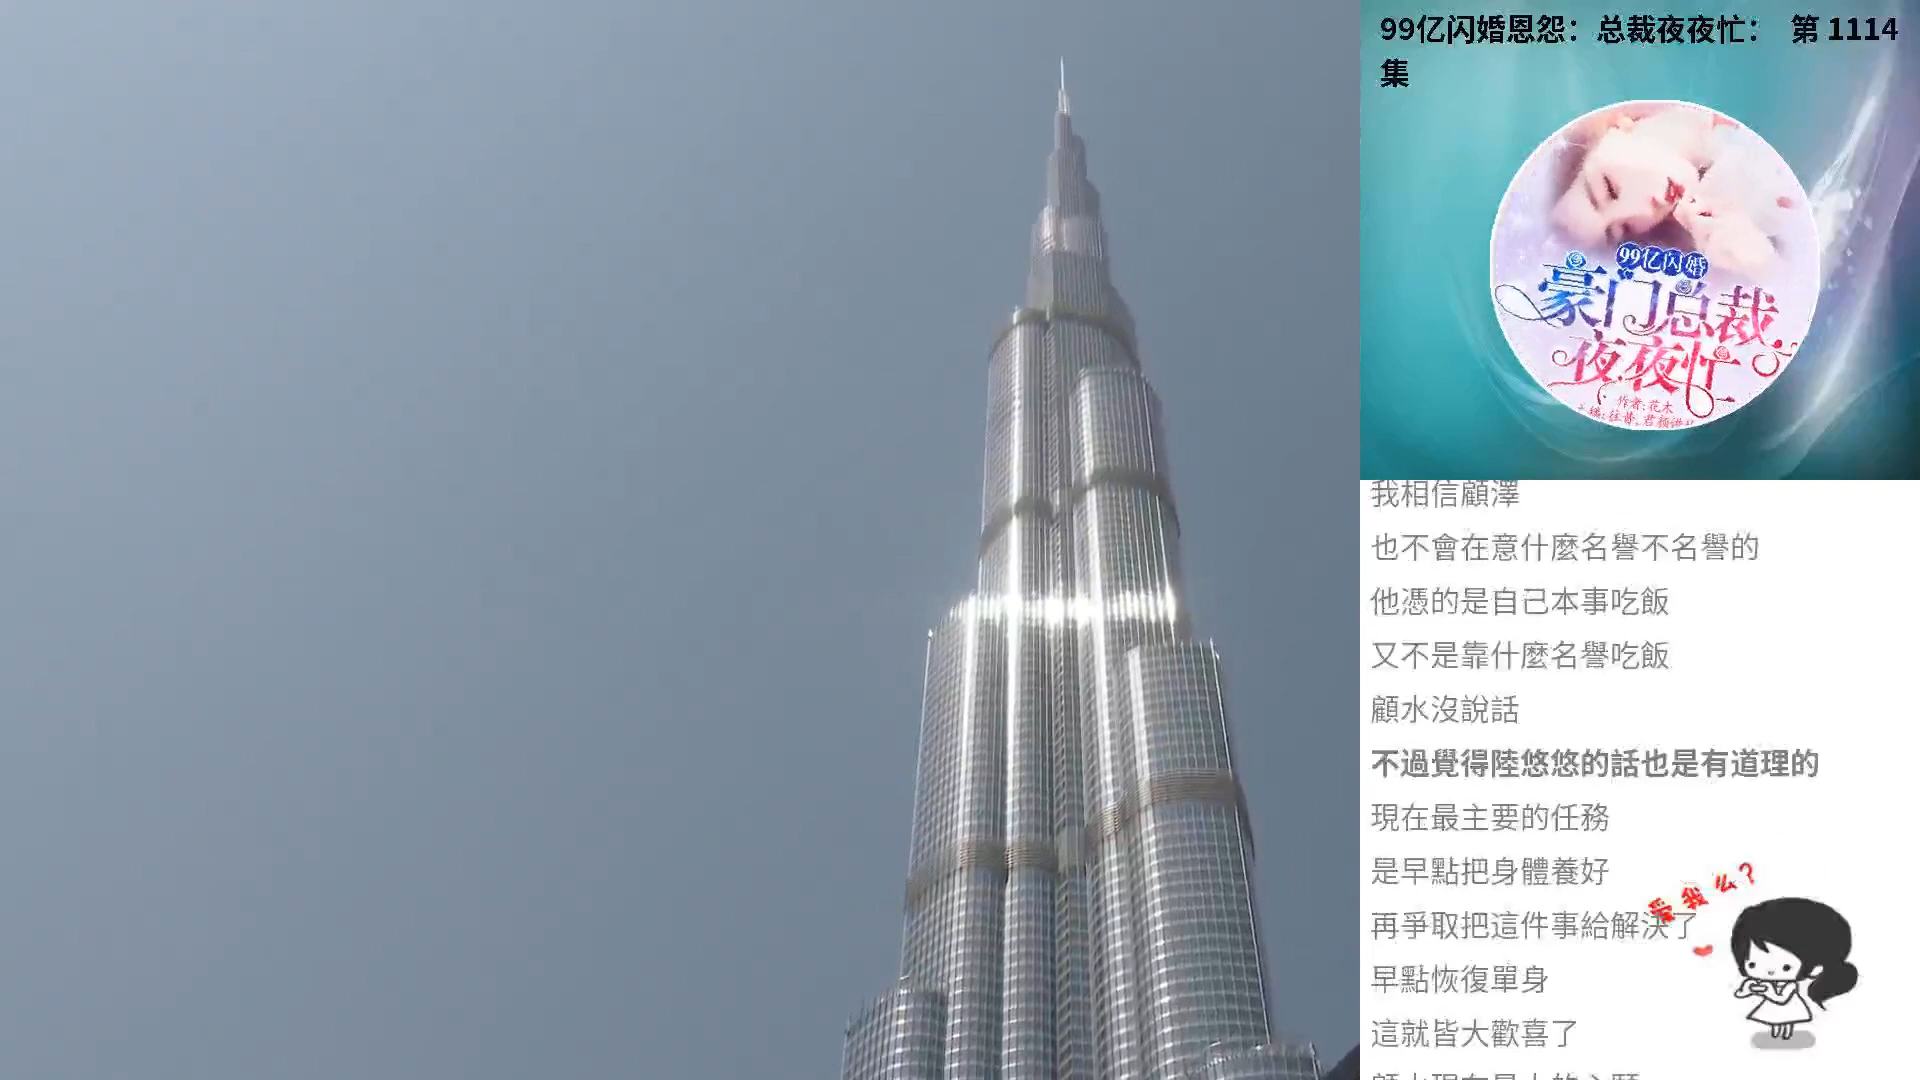 99亿闪婚恩怨：总裁夜夜忙： 第 1114
集
99亿闪婚
豪门总裁
夜夜忙
作者:花木
我相信顧澤
也不會在意什麼名譽不名譽的
他憑的是自己本事吃飯
又不是靠什麼名譽吃飯
顧水沒說話
不過覺得陸悠悠的話也是有道理的
現在最主要的任務
是早點把身體養好
再爭取把這件事給解決了
早點恢復單身
這就皆大歡喜了
爱我么?